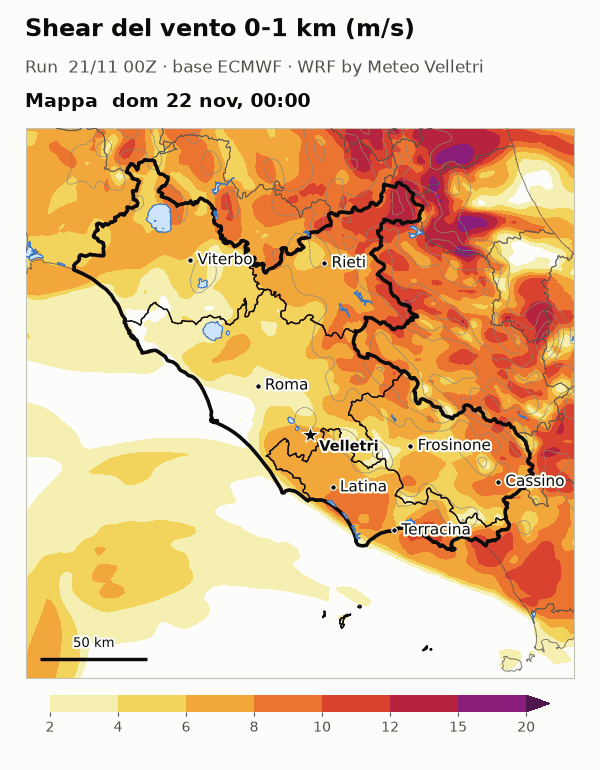 Shear del vento 0-1 km (m/s)
Run  21/11 00Z · base ECMWF · WRF by Meteo Velletri
Mappa  dom 22 nov, 00:00
Viterbo
Rieti
Roma
Velletri
Frosinone
Latina
Cassino
Terracina
50 km
2 4 6 8 10 12 15 20